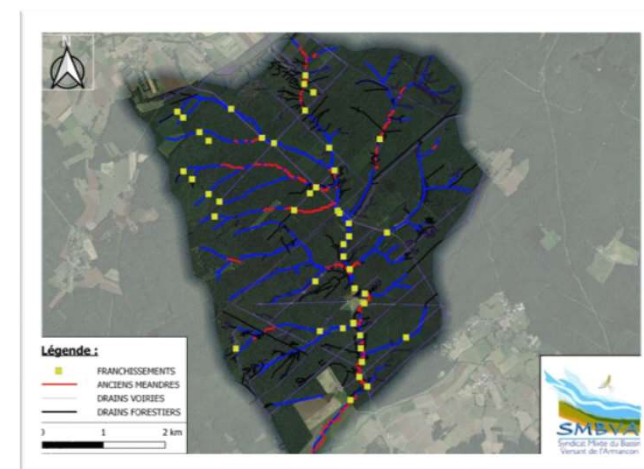 N
Légende :
FRANCHISSEMENTS
ANCIENS MEANDRES
DRAINS VOIRIES
DRAINS FORESTIERS
0 1 2 km
SMBVA
Syndicat Mixte du Bassin
Versant de l'Armançon